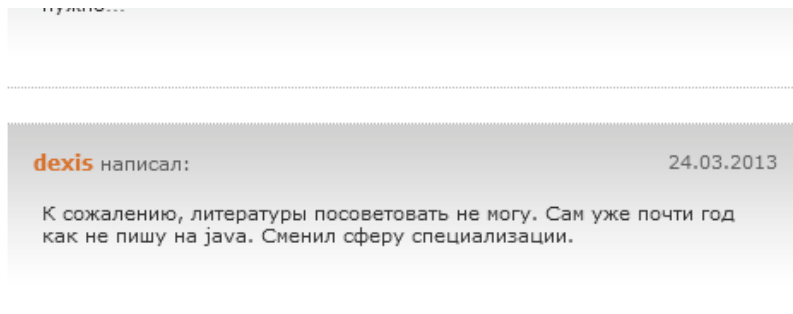 dexis написал: 24.03.2013
К сожалению, литературы посоветовать не могу. Сам уже почти год
как не пишу на java. Сменил сферу специализации.